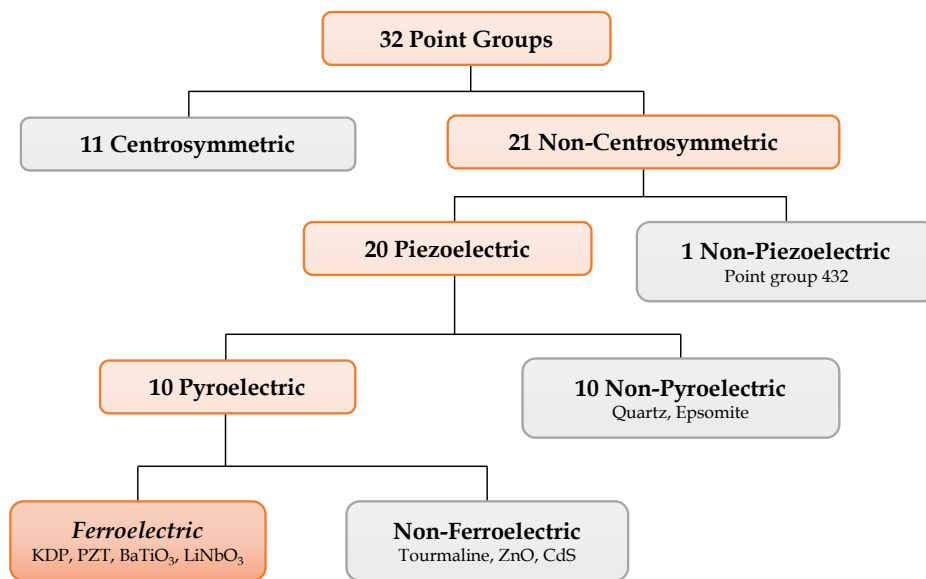 32 Point Groups
11 Centrosymmetric
21 Non-Centrosymmetric
20 Piezoelectric
1 Non-Piezoelectric
Point group 432
10 Pyroelectric
10 Non-Pyroelectric
Quartz, Epsomite
Ferroelectric
KDP, PZT, BaTiO₃, LiNbO₃
Non-Ferroelectric
Tourmaline, ZnO, CdS